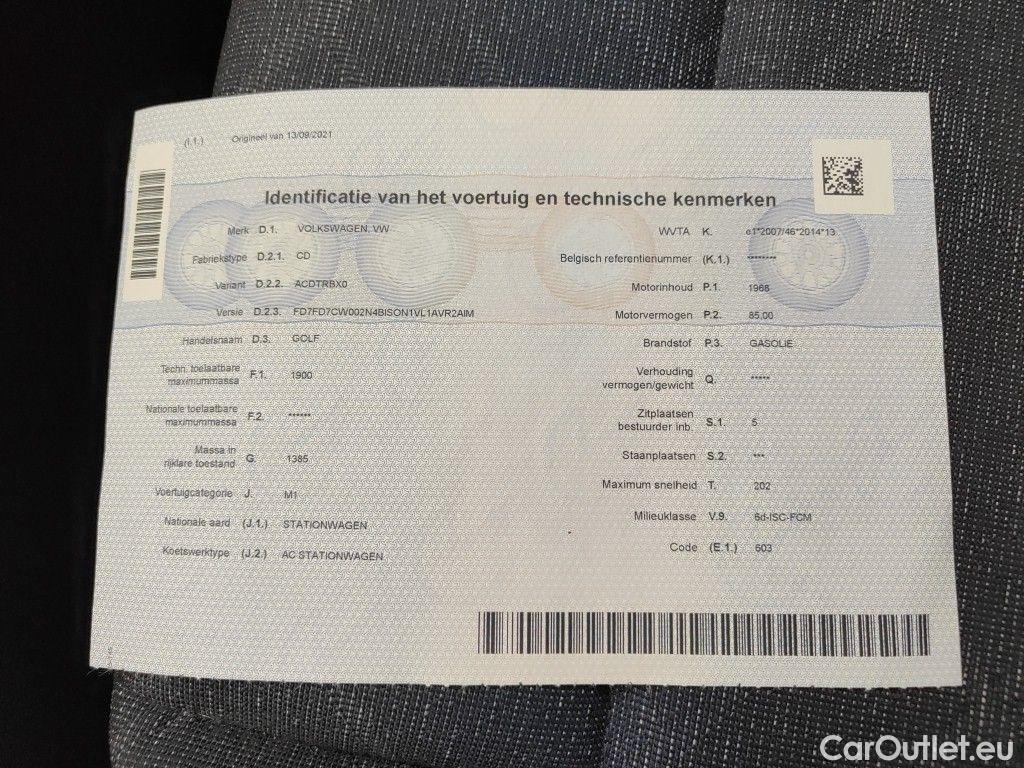 (I.1.) Origineel van 13/09/2021
Identificatie van het voertuig en technische kenmerken
Merk D.1. VOLKSWAGEN, VW
Fabriekstype D.2.1. CD
Variant D.2.2. ACDTRBX0
Versie D.2.3. FD7FD7CW002N4BISON1VL1AVR2AIM
Handelsnaam D.3. GOLF
Techn. toelaatbare
maximummassa F.1. 1900
Nationale toelaatbare
maximummassa F.2. ******
Massa in
rijklare toestand G. 1385
Voertuigcategorie J. M1
Nationale aard (J.1.) STATIONWAGEN
Koetswerktype (J.2.) AC STATIONWAGEN
WVTA K. e1*2007/46*2014*13
Belgisch referentienummer (K.1.) ********
Motorinhoud P.1. 1968
Motorvermogen P.2. 85.00
Brandstof P.3. GASOLIE
Verhouding
vermogen/gewicht Q. *****
Zitplaatsen
bestuurder inb. S.1. 5
Staanplaatsen S.2. ***
Maximum snelheid T. 202
Milieuklasse V.9. 6d-ISC-FCM
Code (E.1.) 603
CarOutlet.eu